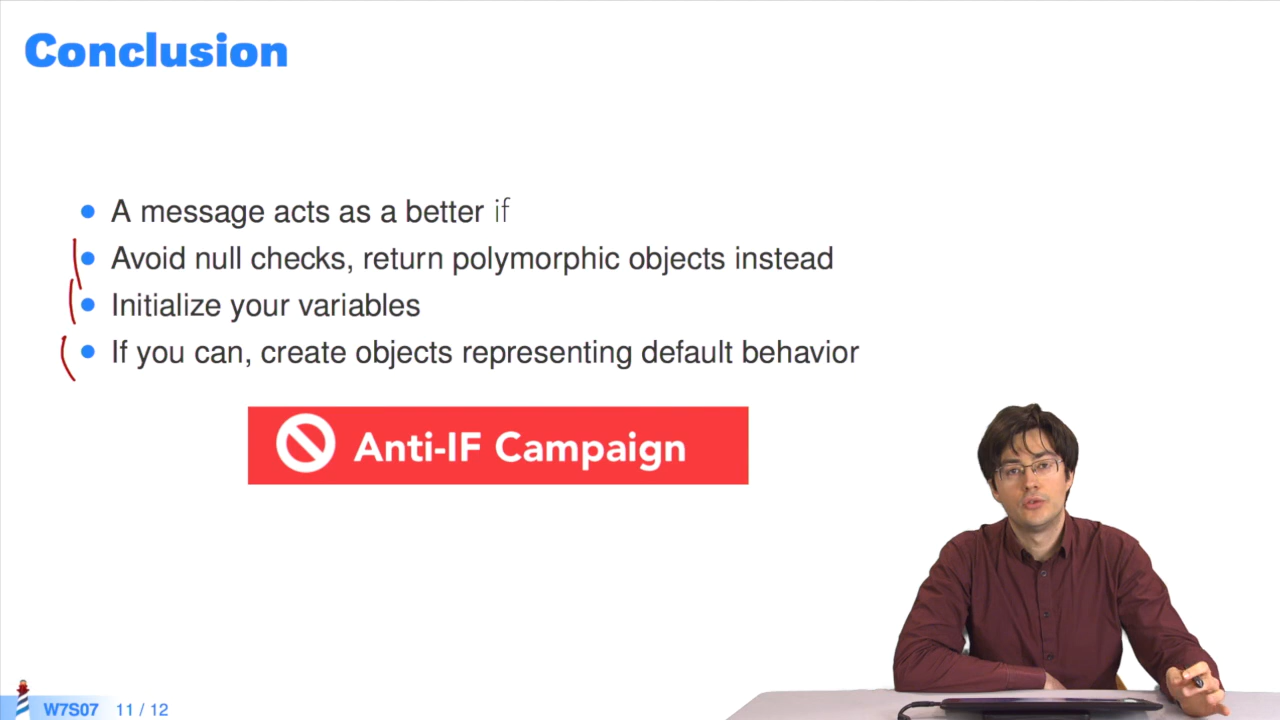 Conclusion
A message acts as a better if
Avoid null checks, return polymorphic objects instead
Initialize your variables
If you can, create objects representing default behavior
Anti-IF Campaign
W7S07 11 / 12